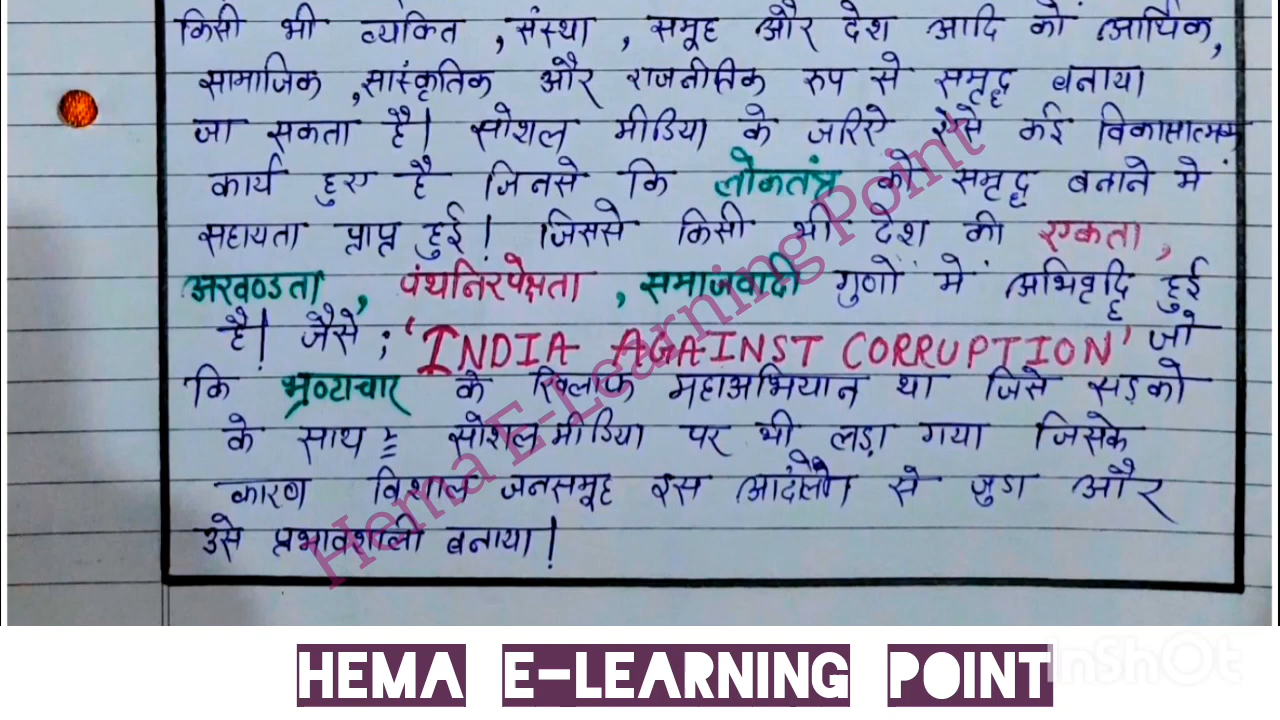 किसी भी व्यक्ति , संस्था , समूह और देश आदि को आर्थिक,
सामाजिक ,सांस्कृतिक और राजनीतिक रुप से समृद्ध बनाया
जा सकता है। सोशल मीडिया के जरिऐ ऐसे कई विकासात्मक
कार्य हुए है जिनसे कि लोकतंत्र को समृद्ध बनाने में
सहायता प्राप्त हुई। जिससे किसी भी देश की एकता ,
अखण्डता , पंथनिरपेक्षता , समाजवादी गुणों में अभिवृद्धि हुई
है। जैसे ; 'INDIA AGAINST CORRUPTION' जो
कि भ्रष्टाचार के खिलाफ महाअभियान था जिसे सड़को
के साथ सोशल मीडिया पर भी लड़ा गया जिसके
कारण विशाल जनसमूह इस से जुडा और
उसे प्रभावशाली बनाया।
Hema E-Learning Point
HEMA E-LEARNING POINT
InShOt